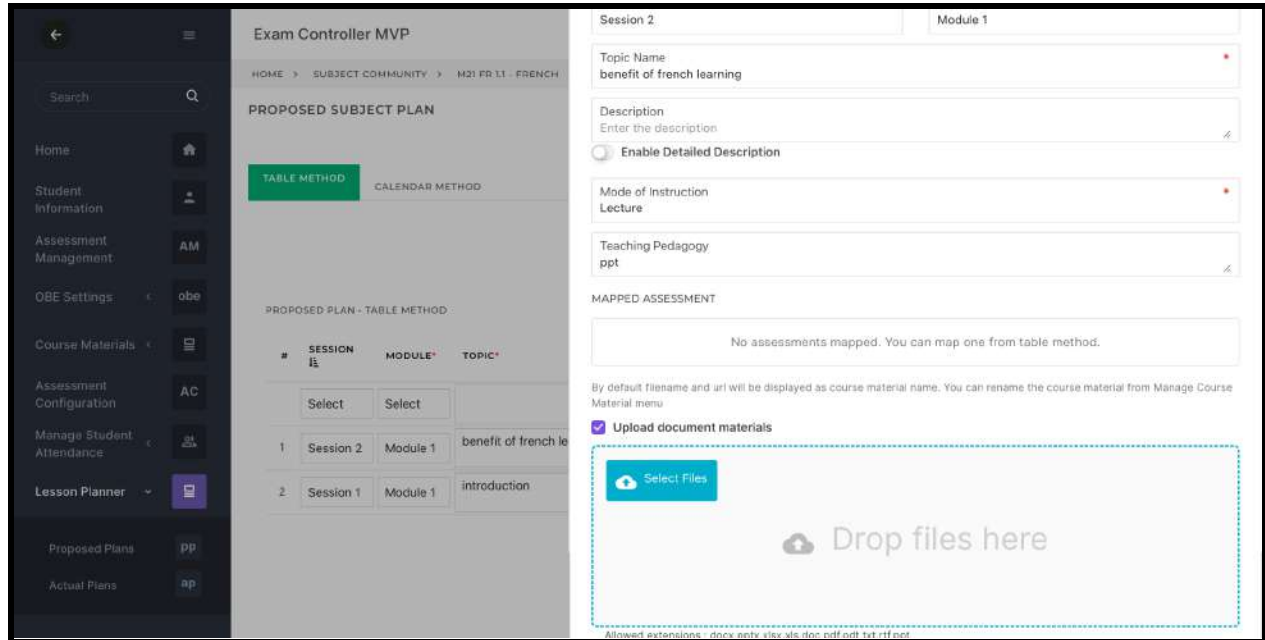 Exam Controller MVP
Search
HOME > SUBJECT COMMUNITY > M21 FR 1.1 - FRENCH
PROPOSED SUBJECT PLAN
Home
Student
Information
Assessment
Management
AM
OBE Settings
obe
Course Materials
Assessment
Configuration
AC
Manage Student
Attendance
Lesson Planner
Proposed Plans
PP
Actual Plans
ap
TABLE METHOD
CALENDAR METHOD
PROPOSED PLAN - TABLE METHOD
# SESSION MODULE* TOPIC*
Select Select
1 Session 2 Module 1 benefit of french le
2 Session 1 Module 1 introduction
Session 2
Module 1
Topic Name *
benefit of french learning
Description
Enter the description
Enable Detailed Description
Mode of Instruction *
Lecture
Teaching Pedagogy
ppt
MAPPED ASSESSMENT
No assessments mapped. You can map one from table method.
By default filename and url will be displayed as course material name. You can rename the course material from Manage Course
Material menu
Upload document materials
Select Files
Drop files here
Allowed extensions : docx,pptx,xlsx,xls,doc,pdf,odt,txt,rtf,ppt